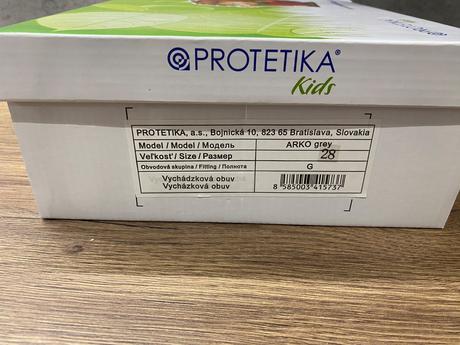 PROTETIKA®
Kids
PROTETIKA, a.s., Bojnická 10, 823 65 Bratislava, Slovakia
Model / Model / Модель ARKO grey
Veľkosť / Size / Размер 28
Obvodová skupina / Fitting / Полнота G
Vychádzková obuv
Vycházková obuv
8 585003 415737